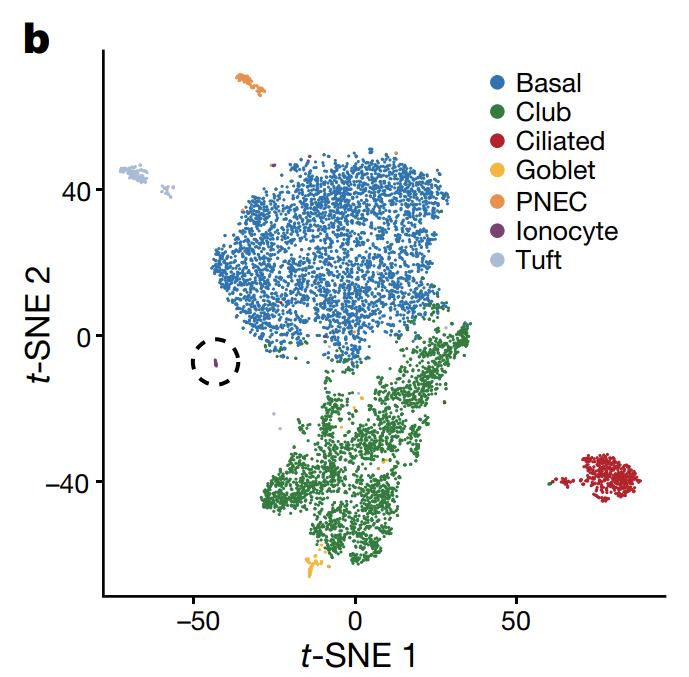 b
Basal
Club
Ciliated
Goblet
PNEC
Ionocyte
Tuft
t-SNE 2
40
0
−40
−50
0
50
t-SNE 1